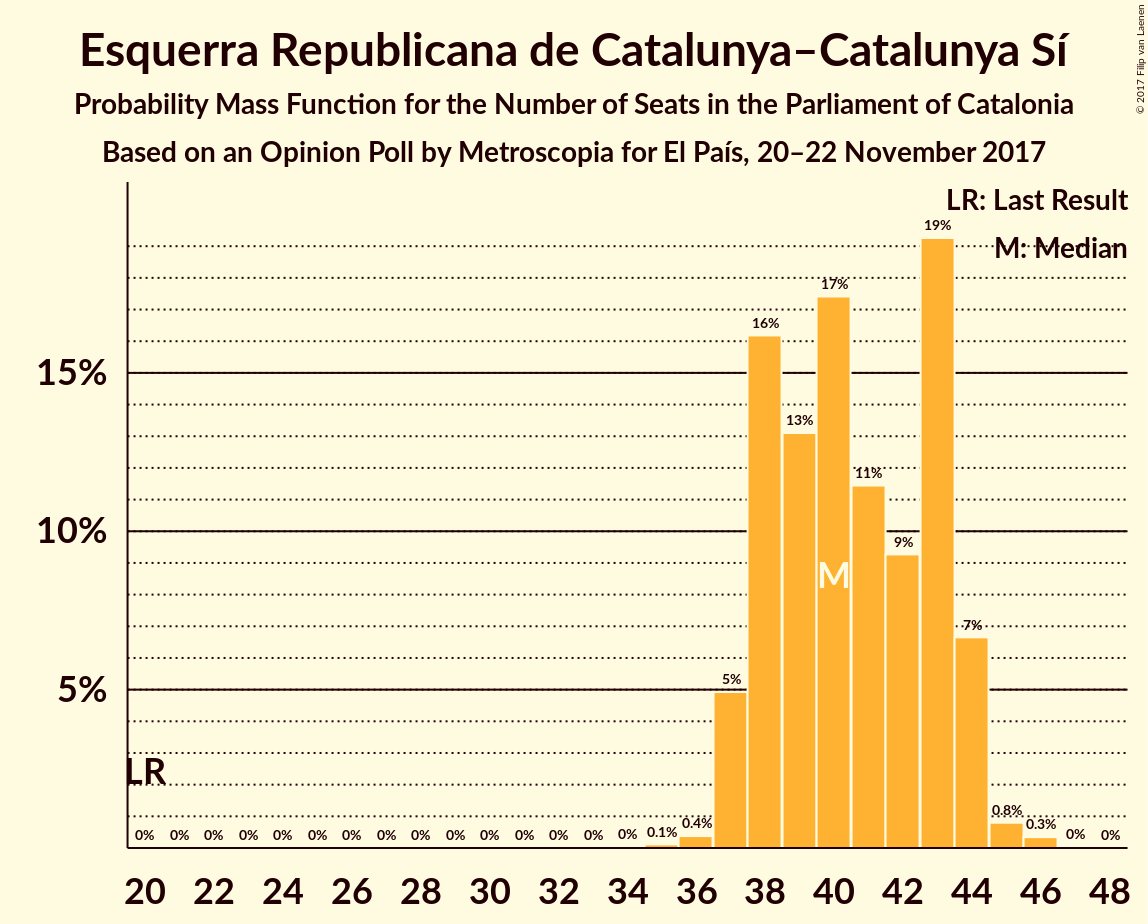 Esquerra Republicana de Catalunya–Catalunya Sí
Probability Mass Function for the Number of Seats in the Parliament of Catalonia
Based on an Opinion Poll by Metroscopia for El País, 20–22 November 2017
© 2017 Filip van Laenen
LR: Last Result
M: Median
19%
17%
16%
15%
13%
11%
10%
9%
M
7%
5%
5%
LR
0% 0% 0% 0% 0% 0% 0% 0% 0% 0% 0% 0% 0% 0% 0% 0.1% 0.4% 0.8% 0.3% 0% 0%
20 22 24 26 28 30 32 34 36 38 40 42 44 46 48